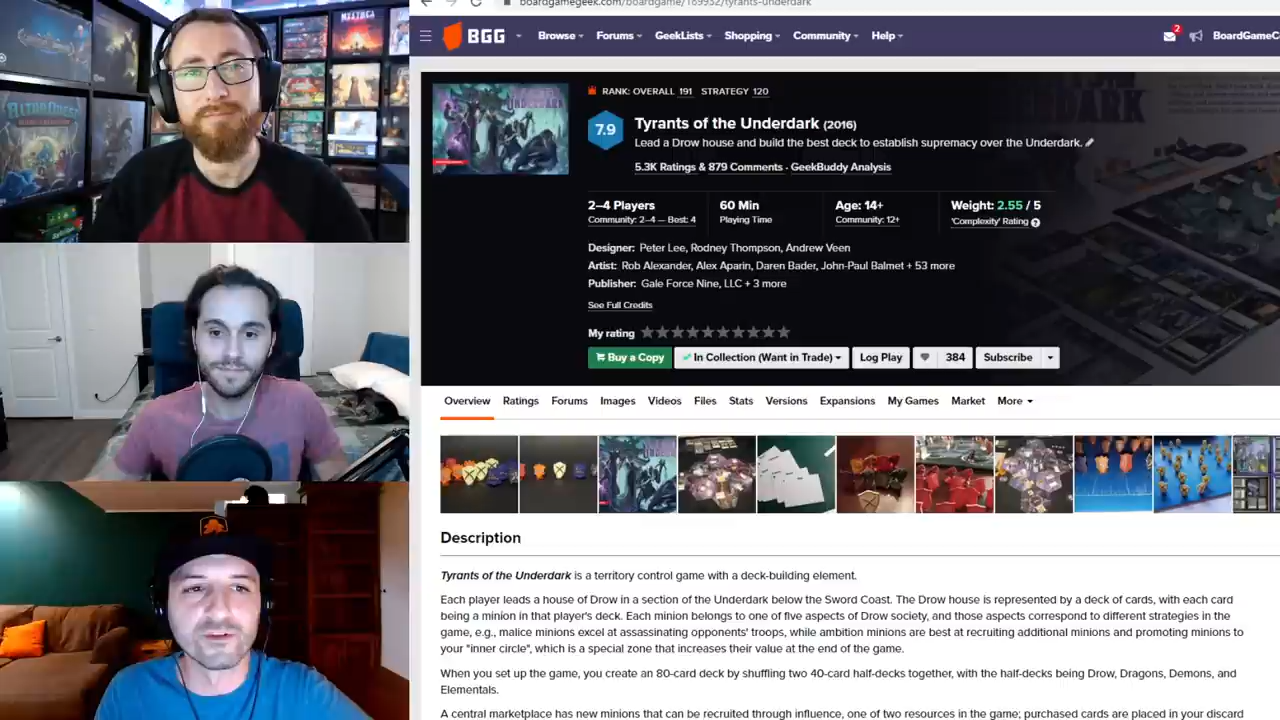 boardgamegeek.com/boardgame/169932/tyrants-underdark
BGG Browse Forums GeekLists Shopping Community Help 2 BoardGameCo
RANK: OVERALL 191 STRATEGY 120
7.9 Tyrants of the Underdark (2016)
Lead a Drow house and build the best deck to establish supremacy over the Underdark.
5.3K Ratings & 879 Comments · GeekBuddy Analysis
2–4 Players 60 Min Age: 14+ Weight: 2.55 / 5
Community: 2–4 — Best: 4 Playing Time Community: 12+ 'Complexity' Rating
Designer: Peter Lee, Rodney Thompson, Andrew Veen
Artist: Rob Alexander, Alex Aparin, Daren Bader, John-Paul Balmet + 53 more
Publisher: Gale Force Nine, LLC + 3 more
See Full Credits
My rating
Buy a Copy In Collection (Want in Trade) Log Play 384 Subscribe
Overview Ratings Forums Images Videos Files Stats Versions Expansions My Games Market More
Description
Tyrants of the Underdark is a territory control game with a deck-building element.
Each player leads a house of Drow in a section of the Underdark below the Sword Coast. The Drow house is represented by a deck of cards, with each card
being a minion in that player's deck. Each minion belongs to one of five aspects of Drow society, and those aspects correspond to different strategies in the
game, e.g., malice minions excel at assassinating opponents' troops, while ambition minions are best at recruiting additional minions and promoting minions to
your "inner circle", which is a special zone that increases their value at the end of the game.
When you set up the game, you create an 80-card deck by shuffling two 40-card half-decks together, with the half-decks being Drow, Dragons, Demons, and
Elementals.
A central marketplace has new minions that can be recruited through influence, one of two resources in the game; purchased cards are placed in your discard